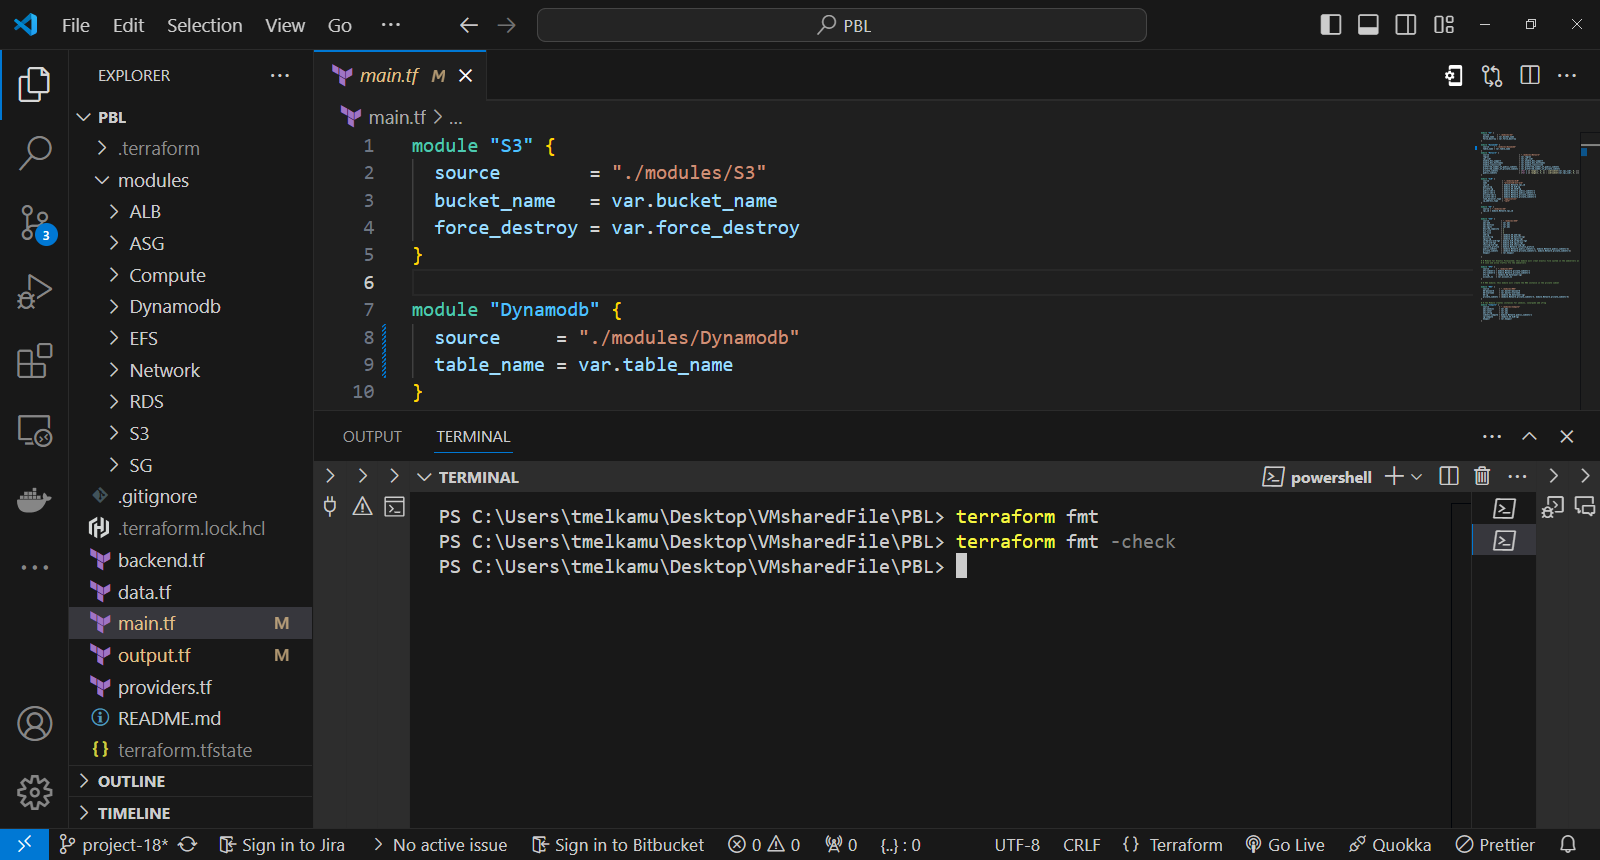 File Edit Selection View Go ··· PBL
EXPLORER ···
PBL
.terraform
modules
ALB
ASG
Compute
Dynamodb
EFS
Network
RDS
S3
SG
.gitignore
.terraform.lock.hcl
backend.tf
data.tf
main.tf M
output.tf M
providers.tf
README.md
{} terraform.tfstate
OUTLINE
TIMELINE
3
main.tf M
main.tf > ...
1 module "S3" {
2 source = "./modules/S3"
3 bucket_name = var.bucket_name
4 force_destroy = var.force_destroy
5 }
6
7 module "Dynamodb" {
8 source = "./modules/Dynamodb"
9 table_name = var.table_name
10 }
OUTPUT TERMINAL
TERMINAL powershell
PS C:\Users\tmelkamu\Desktop\VMsharedFile\PBL> terraform fmt
PS C:\Users\tmelkamu\Desktop\VMsharedFile\PBL> terraform fmt -check
PS C:\Users\tmelkamu\Desktop\VMsharedFile\PBL>
project-18* Sign in to Jira No active issue Sign in to Bitbucket 0 0 0 {..} : 0 UTF-8 CRLF {} Terraform Go Live Quokka Prettier